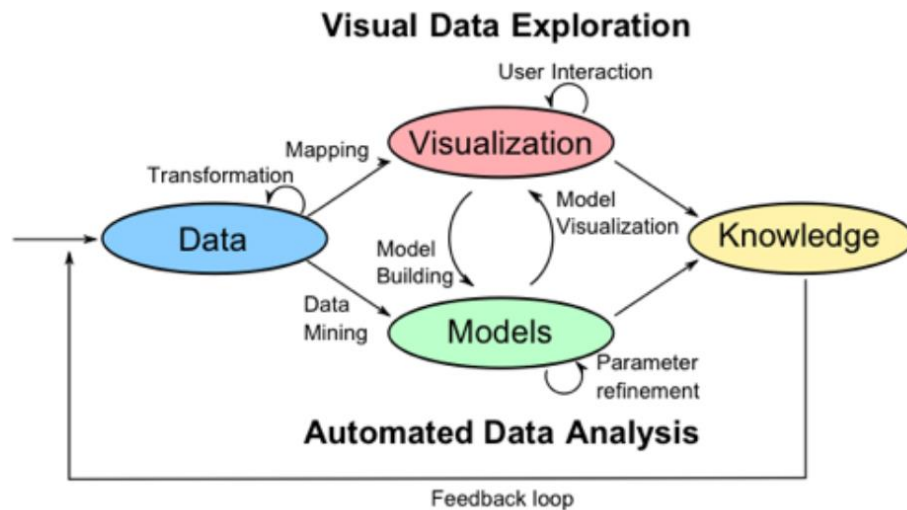 Visual Data Exploration
User Interaction
Visualization
Mapping
Transformation
Data
Model
Building
Model
Visualization
Knowledge
Data
Mining
Models
Parameter
refinement
Automated Data Analysis
Feedback loop